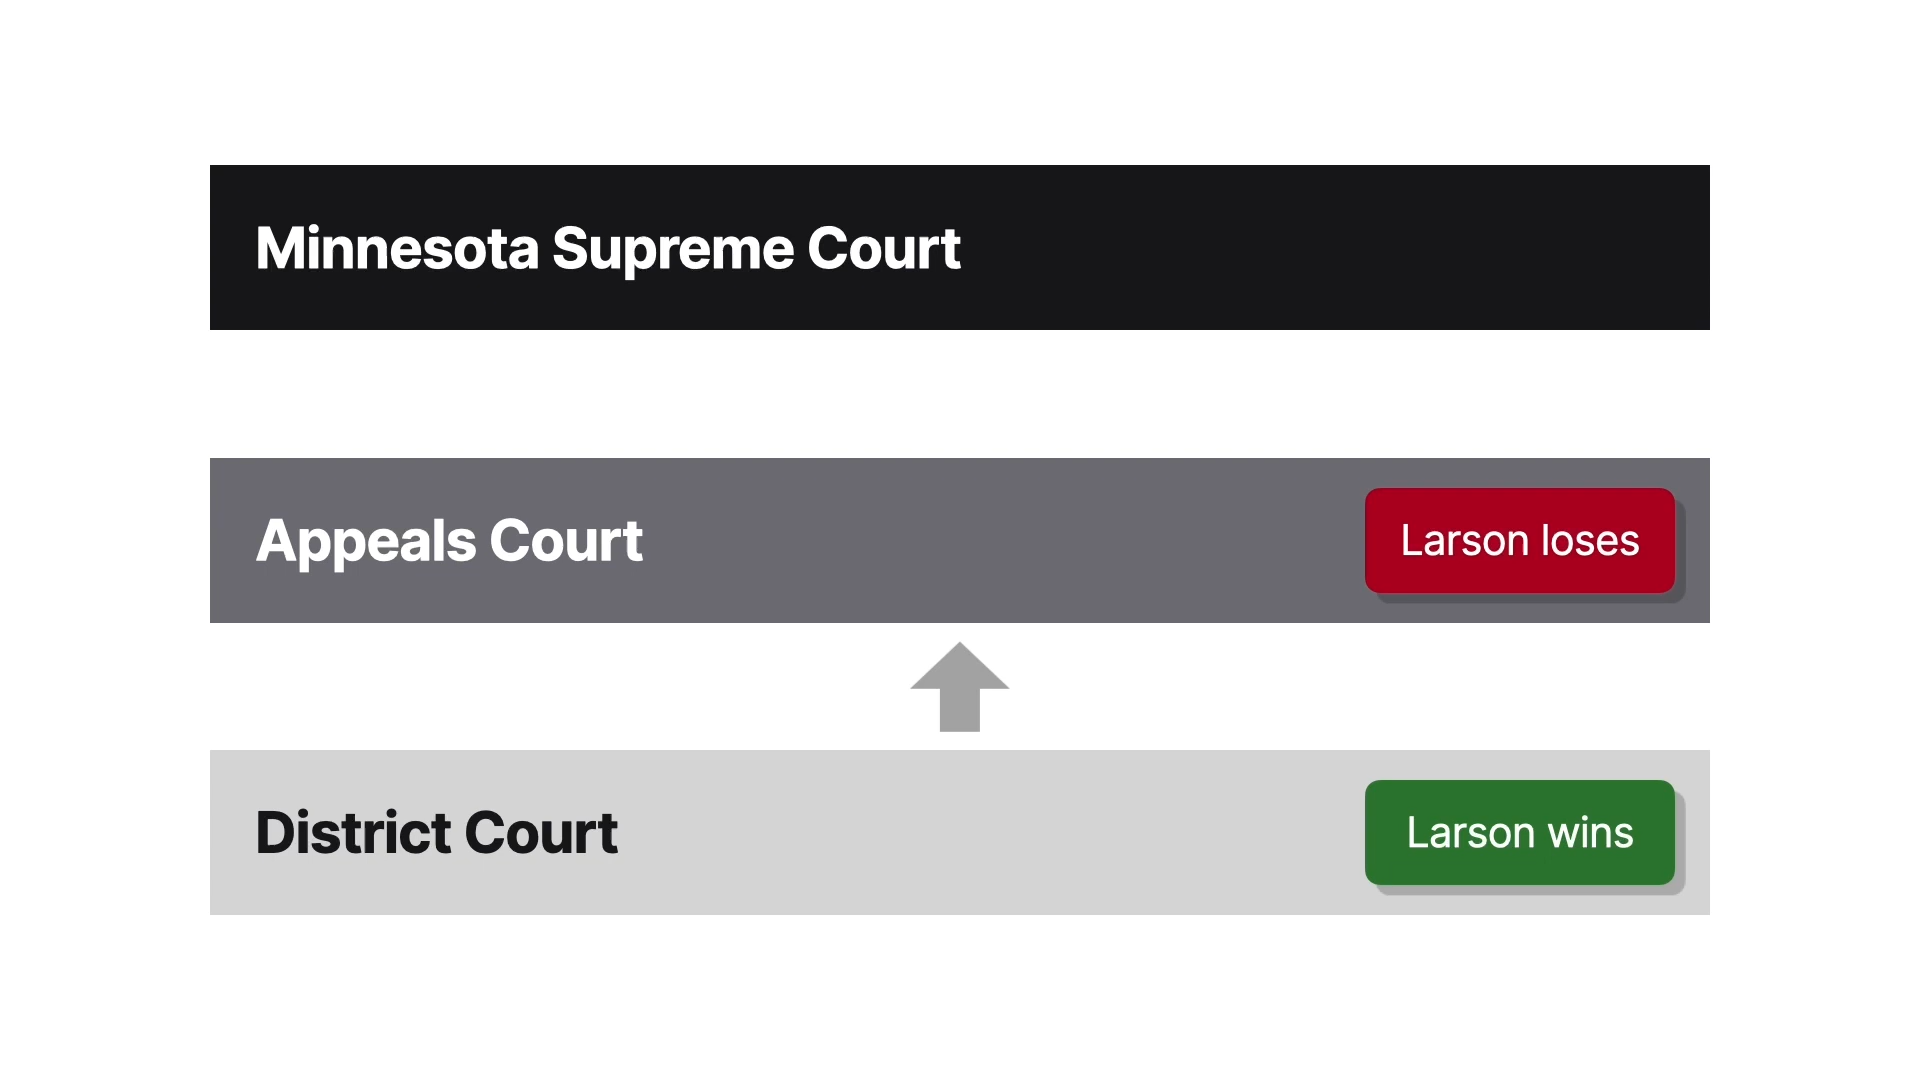 Minnesota Supreme Court
Appeals Court
Larson loses
District Court
Larson wins